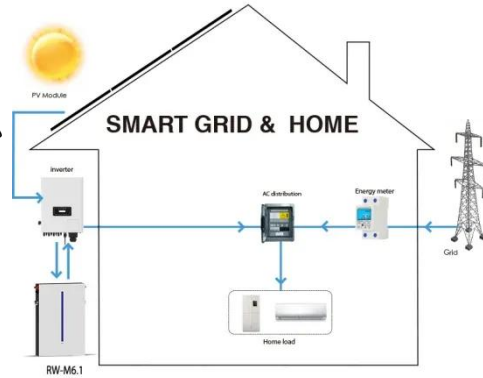 PV Module
SMART GRID & HOME
Inverter
AC distribution
Energy meter
Grid
Home load
RW-M6.1